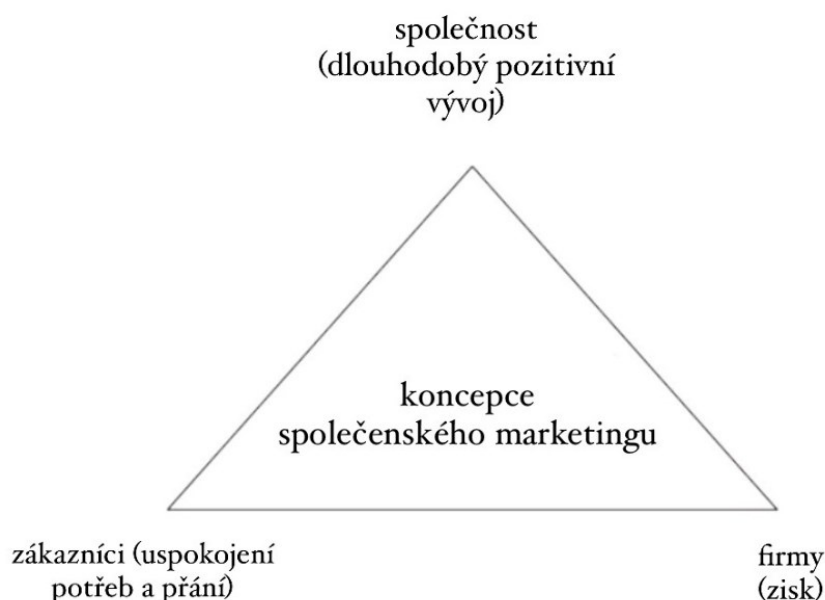 společnost
(dlouhodobý pozitivní
vývoj)
koncepce
společenského marketingu
zákazníci (uspokojení
potřeb a přání)
firmy
(zisk)